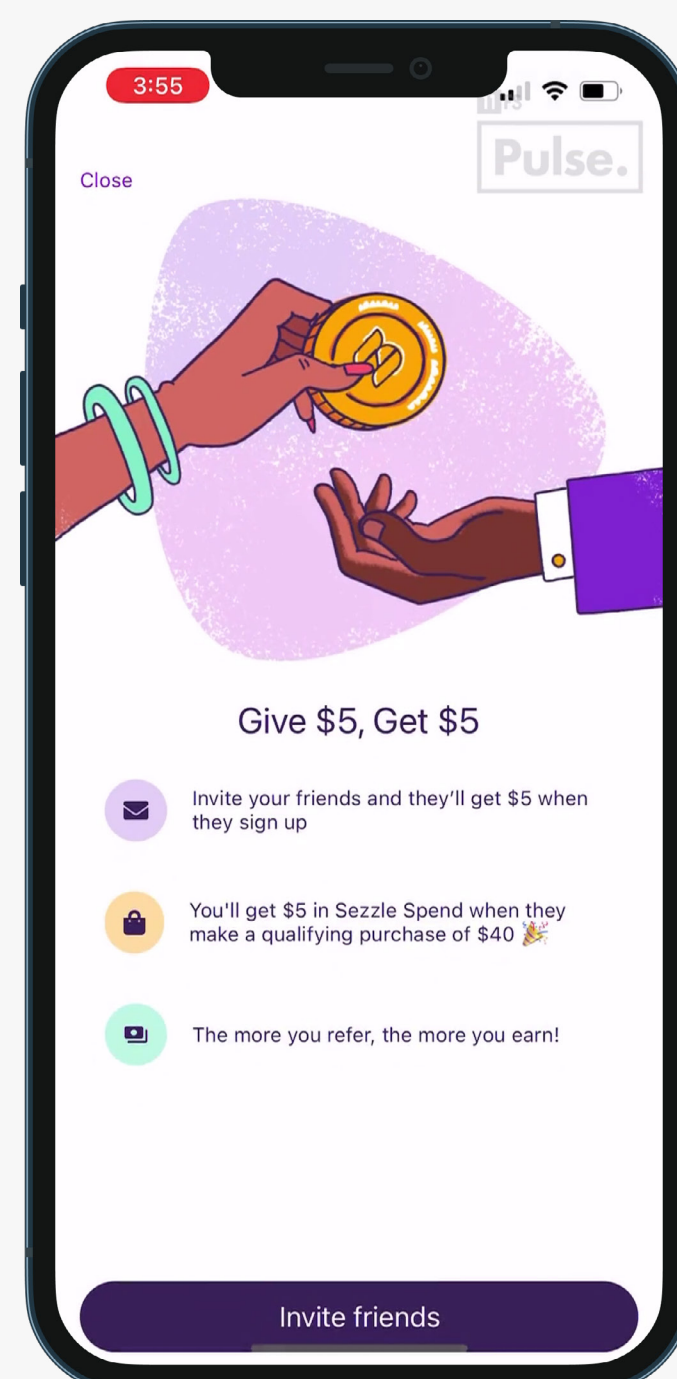 3:55
Pulse.
Close
Give $5, Get $5
Invite your friends and they’ll get $5 when
they sign up
You'll get $5 in Sezzle Spend when they
make a qualifying purchase of $40 🎉
The more you refer, the more you earn!
Invite friends